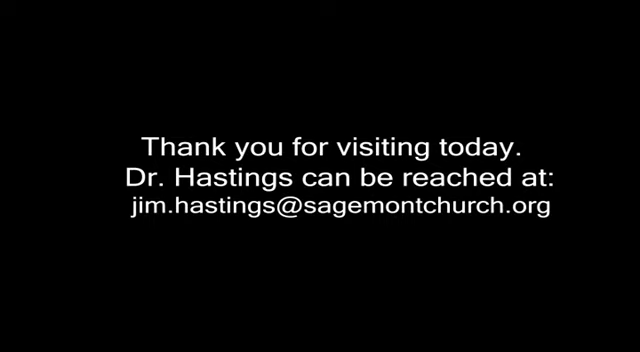 Thank you for visiting today.
Dr. Hastings can be reached at:
jim.hastings@sagemontchurch.org